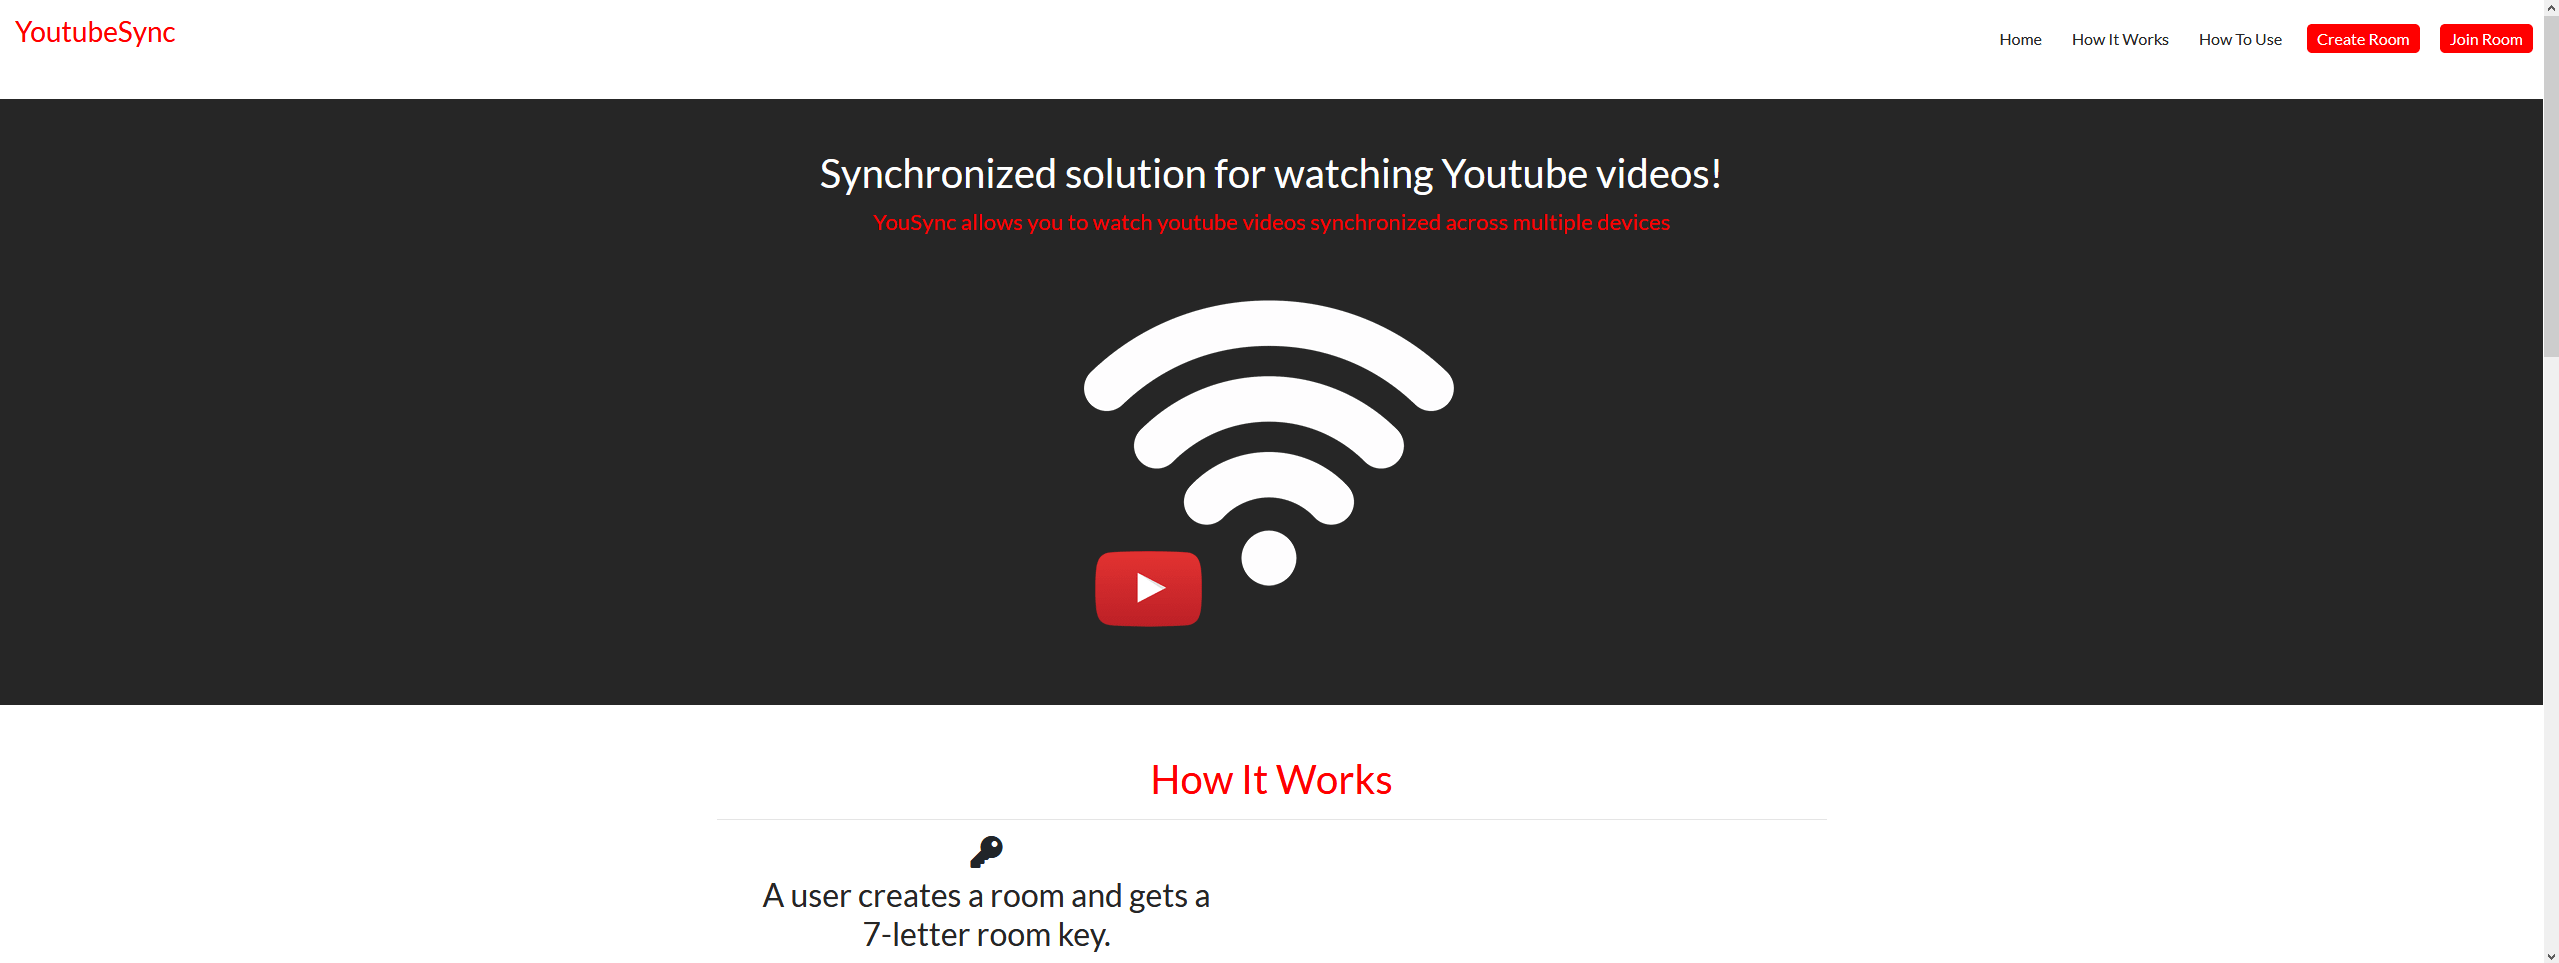 YoutubeSync
Home How It Works How To Use Create Room Join Room
Synchronized solution for watching Youtube videos!
YouSync allows you to watch youtube videos synchronized across multiple devices
How It Works
A user creates a room and gets a
7-letter room key.